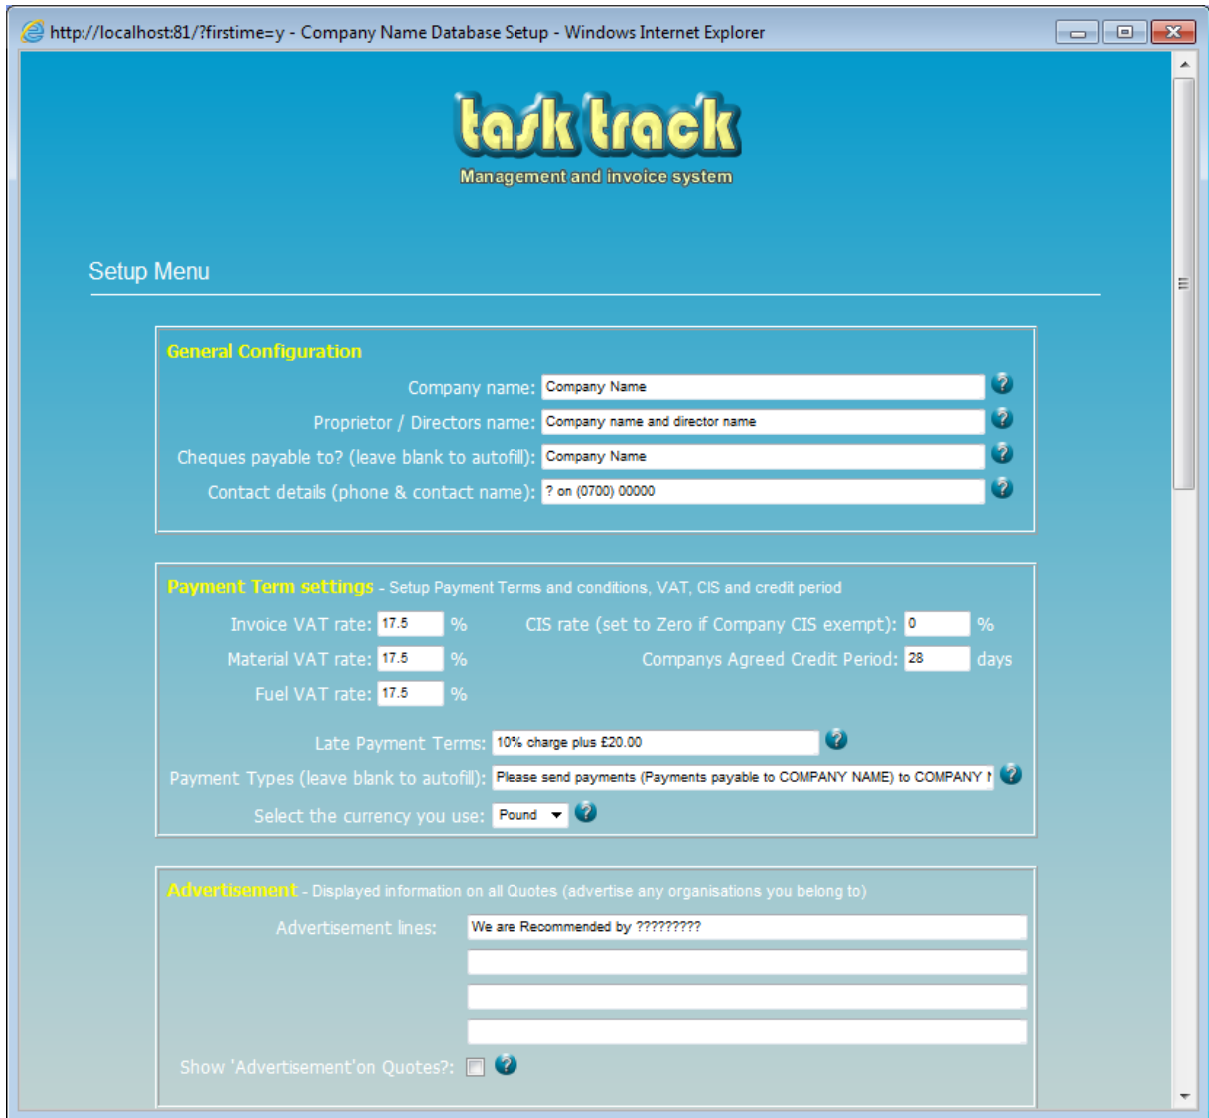 http://localhost:81/?firstime=y - Company Name Database Setup - Windows Internet Explorer
task track
Management and invoice system
Setup Menu
General Configuration
Company name: Company Name
Proprietor / Directors name: Company name and director name
Cheques payable to? (leave blank to autofill): Company Name
Contact details (phone & contact name): ? on (0700) 00000
Payment Term settings - Setup Payment Terms and conditions, VAT, CIS and credit period
Invoice VAT rate: 17.5 % CIS rate (set to Zero if Company CIS exempt): 0 %
Material VAT rate: 17.5 % Companys Agreed Credit Period: 28 days
Fuel VAT rate: 17.5 %
Late Payment Terms: 10% charge plus £20.00
Payment Types (leave blank to autofill): Please send payments (Payments payable to COMPANY NAME) to COMPANY
Select the currency you use: Pound
Advertisement - Displayed information on all Quotes (advertise any organisations you belong to)
Advertisement lines: We are Recommended by ?????????
Show 'Advertisement'on Quotes?: